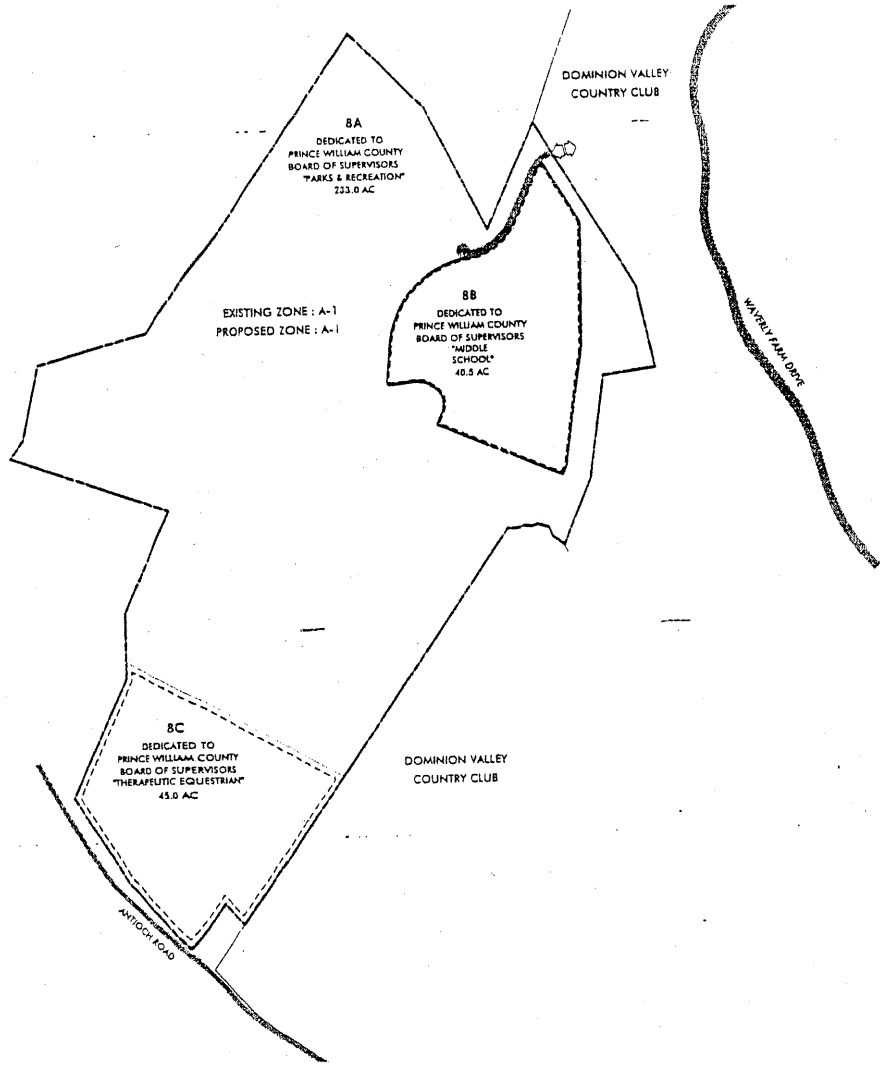 DOMINION VALLEY
COUNTRY CLUB
8A
DEDICATED TO
PRINCE WILLIAM COUNTY
BOARD OF SUPERVISORS
"PARKS & RECREATION"
233.0 AC
EXISTING ZONE : A-1
PROPOSED ZONE : A-1
8B
DEDICATED TO
PRINCE WILLIAM COUNTY
BOARD OF SUPERVISORS
"MIDDLE
SCHOOL"
40.5 AC
WAVERLY FARM DRIVE
8C
DEDICATED TO
PRINCE WILLIAM COUNTY
BOARD OF SUPERVISORS
"THERAPEUTIC EQUESTRIAN"
45.0 AC
DOMINION VALLEY
COUNTRY CLUB
ANTIOCH ROAD